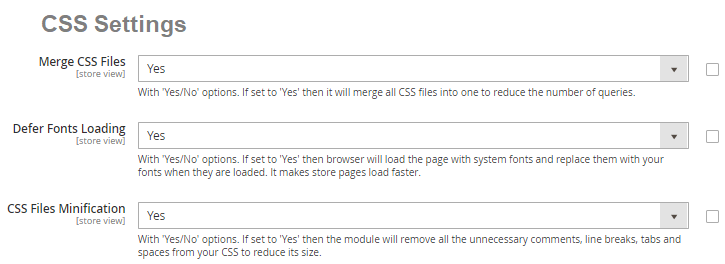 CSS Settings
Merge CSS Files
[store view]
Yes
With 'Yes/No' options. If set to 'Yes' then it will merge all CSS files into one to reduce the number of queries.
Defer Fonts Loading
[store view]
Yes
With 'Yes/No' options. If set to 'Yes' then browser will load the page with system fonts and replace them with your
fonts when they are loaded. It makes store pages load faster.
CSS Files Minification
[store view]
Yes
With 'Yes/No' options. If set to 'Yes' then the module will remove all the unnecessary comments, line breaks, tabs and
spaces from your CSS to reduce its size.